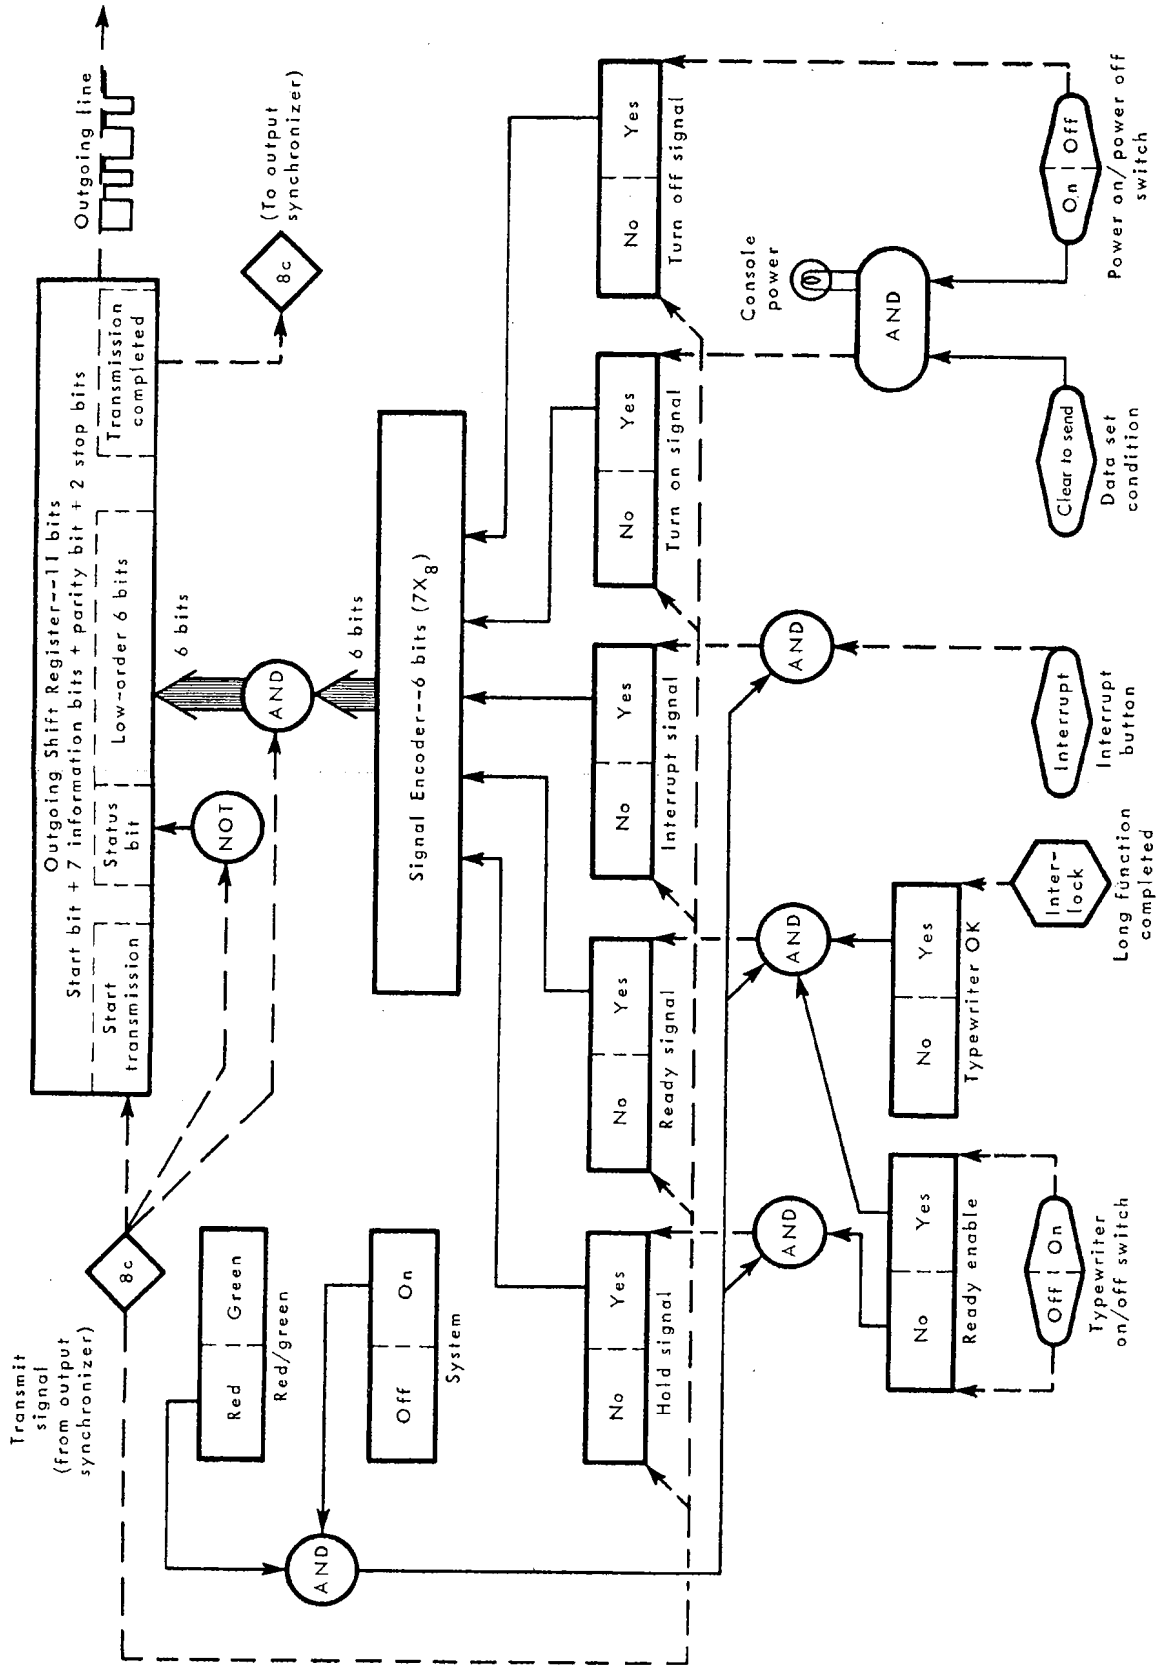 Transmit
signal
(from output
synchronizer)
8c
Outgoing Shift Register--11 bits
Start bit + 7 information bits + parity bit + 2 stop bits
Start
transmission
Status
bit
Low-order 6 bits
Transmission
completed
Outgoing line
8c
(To output
synchronizer)
NOT
6 bits
AND
6 bits
Red
Green
Red/green
Off
On
System
AND
Signal Encoder--6 bits (7X8)
No
Yes
Hold signal
No
Yes
Ready signal
No
Yes
Interrupt signal
No
Yes
Turn on signal
No
Yes
Turn off signal
AND
AND
AND
Console
power
AND
No
Yes
Ready enable
No
Yes
Typewriter OK
Off
On
Typewriter
on/off switch
Inter-
lock
Long function
completed
Interrupt
Interrupt
button
Clear to send
Data set
condition
On
Off
Power on/power off
switch